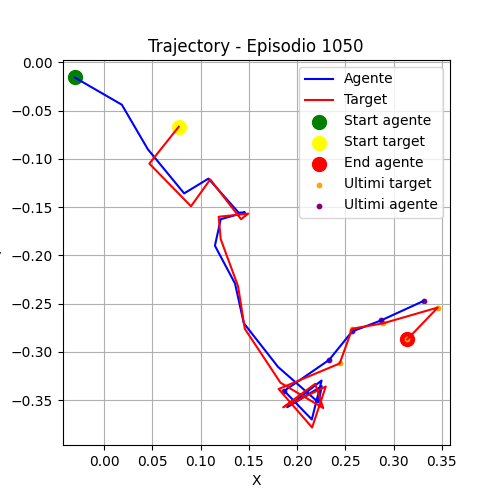 Trajectory - Episodio 1050
Agente
Target
Start agente
Start target
End agente
Ultimi target
Ultimi agente
0.00
−0.05
−0.10
−0.15
−0.20
−0.25
−0.30
−0.35
0.00 0.05 0.10 0.15 0.20 0.25 0.30 0.35
X